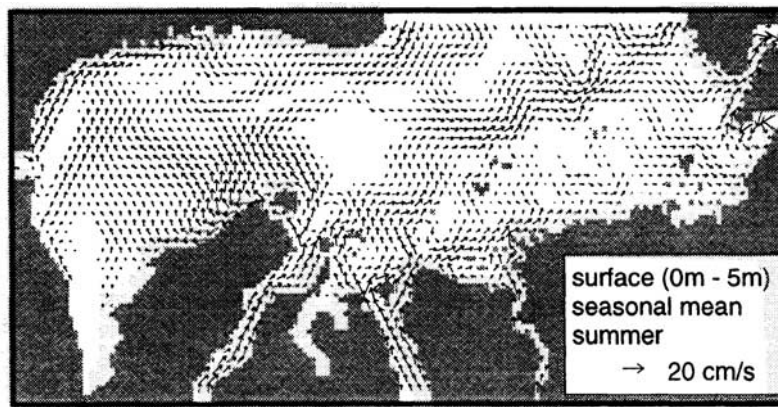 surface (0m - 5m)
seasonal mean
summer
→ 20 cm/s